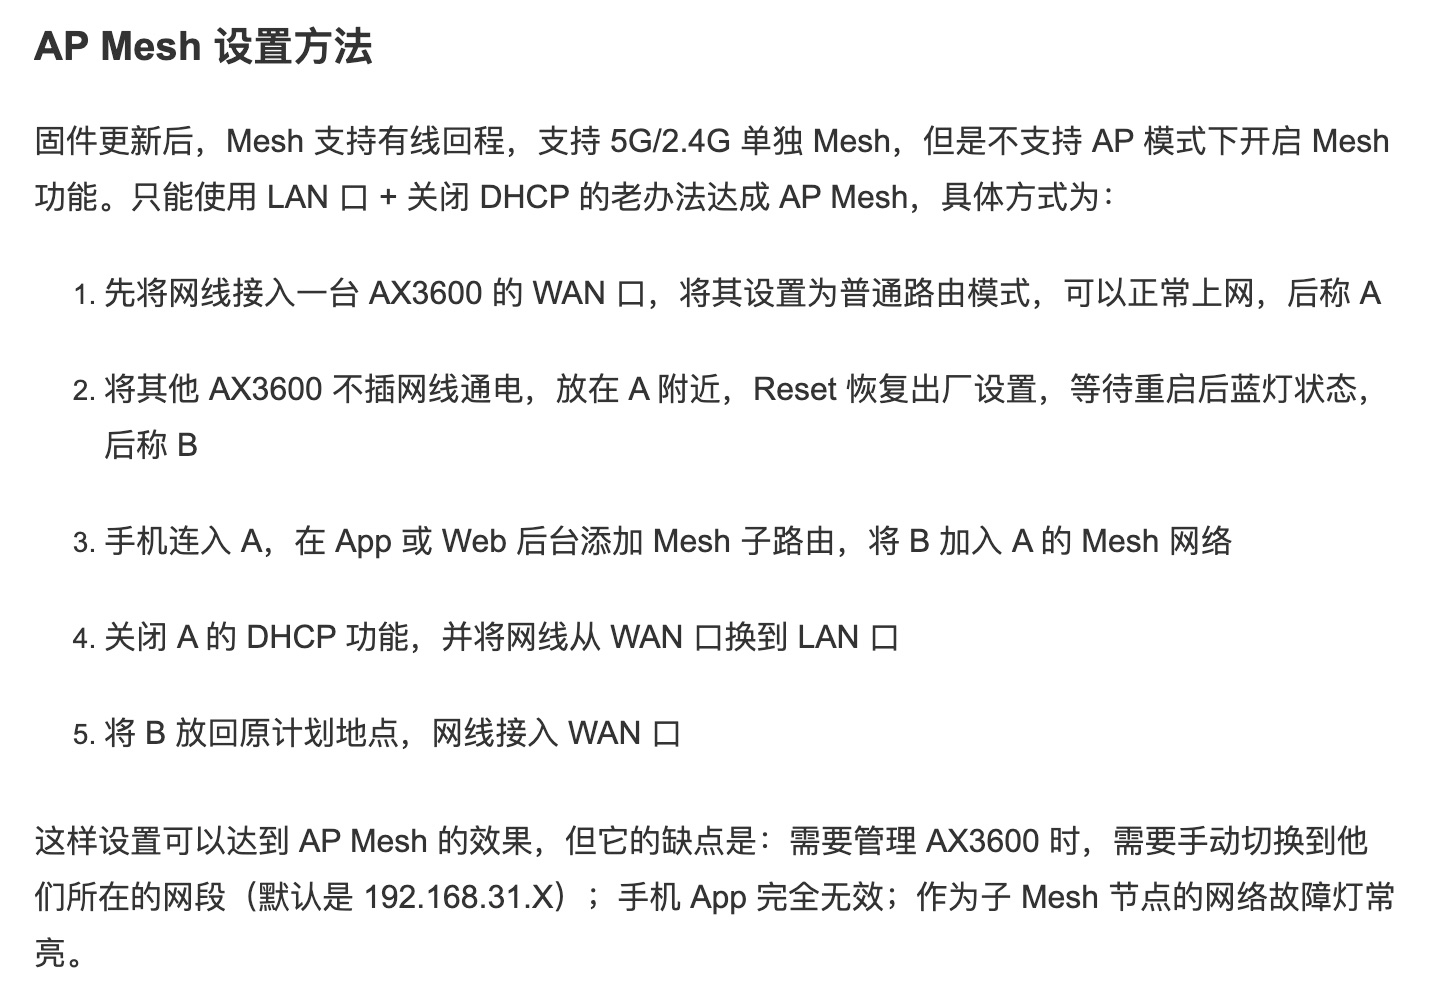 AP Mesh 设置方法
固件更新后，Mesh 支持有线回程，支持 5G/2.4G 单独 Mesh，但是不支持 AP 模式下开启 Mesh
功能。只能使用 LAN 口 + 关闭 DHCP 的老办法达成 AP Mesh，具体方式为：
1. 先将网线接入一台 AX3600 的 WAN 口，将其设置为普通路由模式，可以正常上网，后称 A
2. 将其他 AX3600 不插网线通电，放在 A 附近，Reset 恢复出厂设置，等待重启后蓝灯状态，
后称 B
3. 手机连入 A，在 App 或 Web 后台添加 Mesh 子路由，将 B 加入 A 的 Mesh 网络
4. 关闭 A 的 DHCP 功能，并将网线从 WAN 口换到 LAN 口
5. 将 B 放回原计划地点，网线接入 WAN 口
这样设置可以达到 AP Mesh 的效果，但它的缺点是：需要管理 AX3600 时，需要手动切换到他
们所在的网段（默认是 192.168.31.X）；手机 App 完全无效；作为子 Mesh 节点的网络故障灯常
亮。